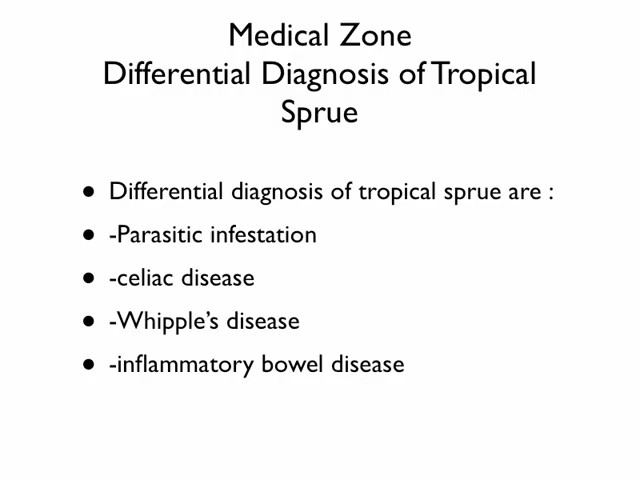 Medical Zone
Differential Diagnosis of Tropical
Sprue
• Differential diagnosis of tropical sprue are :
• -Parasitic infestation
• -celiac disease
• -Whipple’s disease
• -inflammatory bowel disease